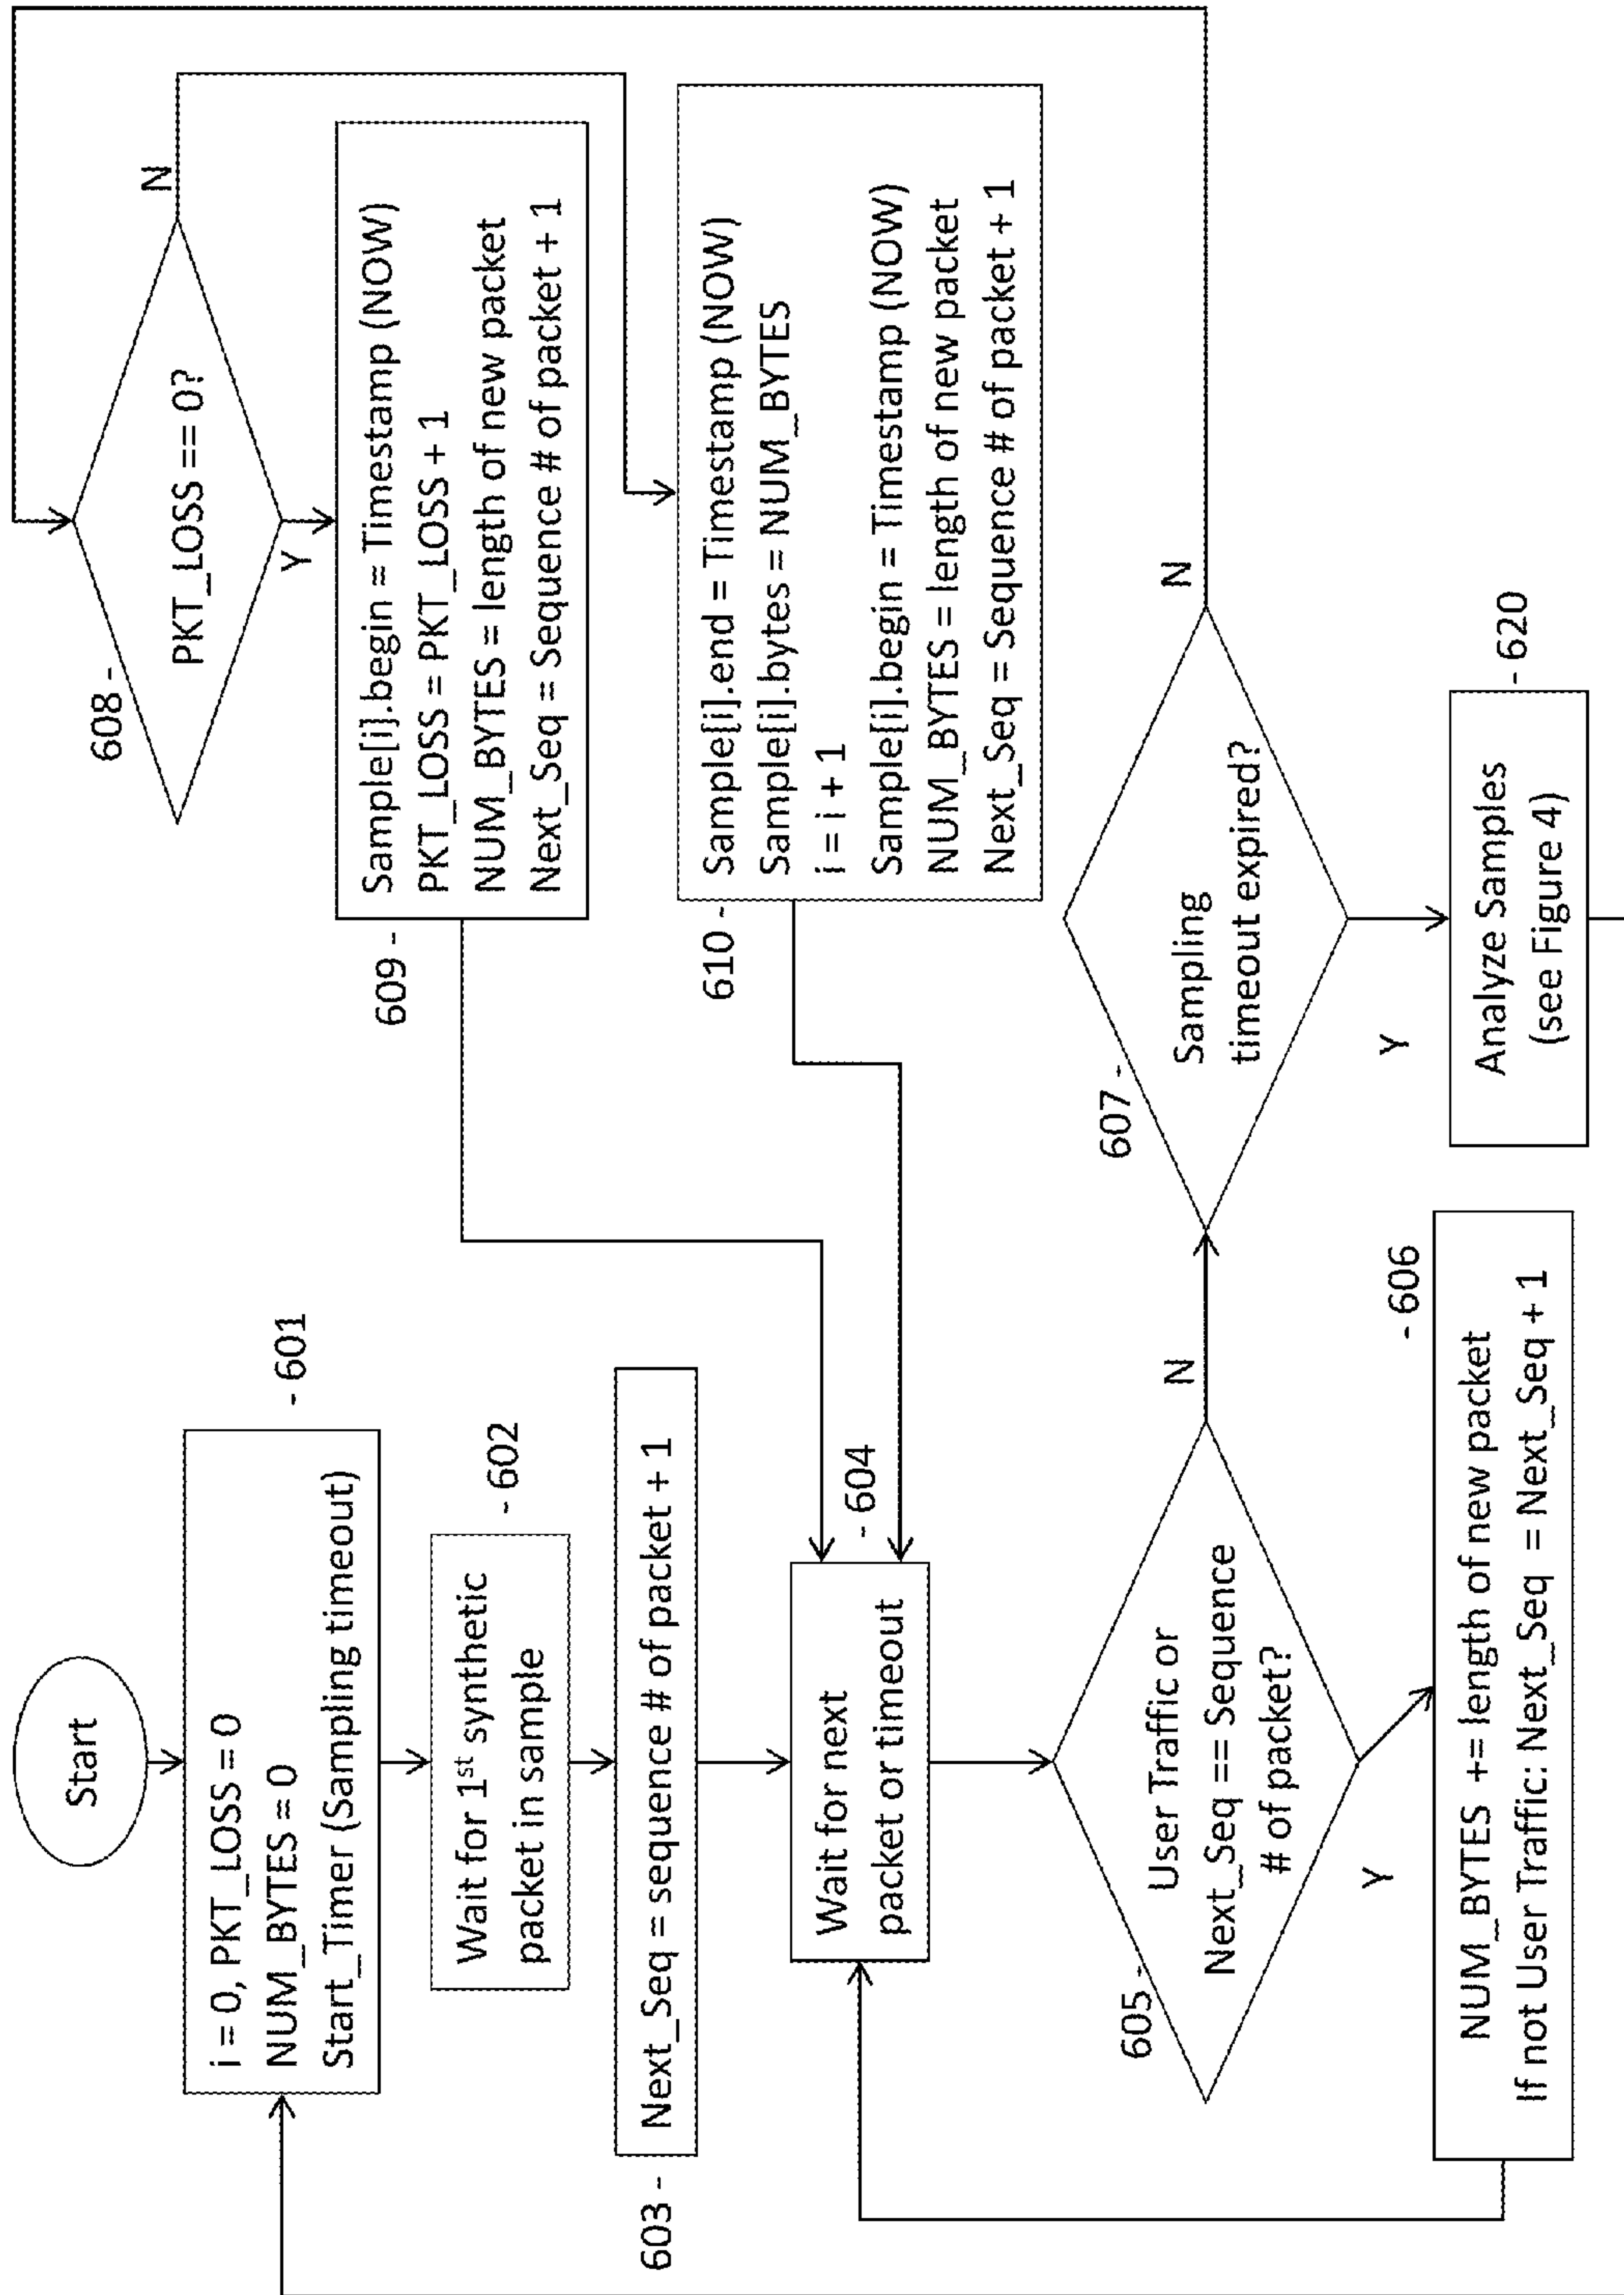 Start
i = 0, PKT_LOSS = 0
NUM_BYTES = 0
Start_Timer (Sampling timeout)
- 601
Wait for 1st synthetic
packet in sample
- 602
603 -
Next_Seq = sequence # of packet + 1
Wait for next
packet or timeout
- 604
605 -
User Traffic or
Next_Seq == Sequence
# of packet?
N
Y
- 606
NUM_BYTES += length of new packet
If not User Traffic: Next_Seq = Next_Seq + 1
607 -
Sampling
timeout expired?
N
Y
Analyze Samples
(see Figure 4)
- 620
608 -
PKT_LOSS == 0?
N
Y
609 -
Sample[i].begin = Timestamp (NOW)
PKT_LOSS = PKT_LOSS + 1
NUM_BYTES = length of new packet
Next_Seq = Sequence # of packet + 1
610 -
Sample[i].end = Timestamp (NOW)
Sample[i].bytes = NUM_BYTES
i = i + 1
Sample[i].begin = Timestamp (NOW)
NUM_BYTES = length of new packet
Next_Seq = Sequence # of packet + 1